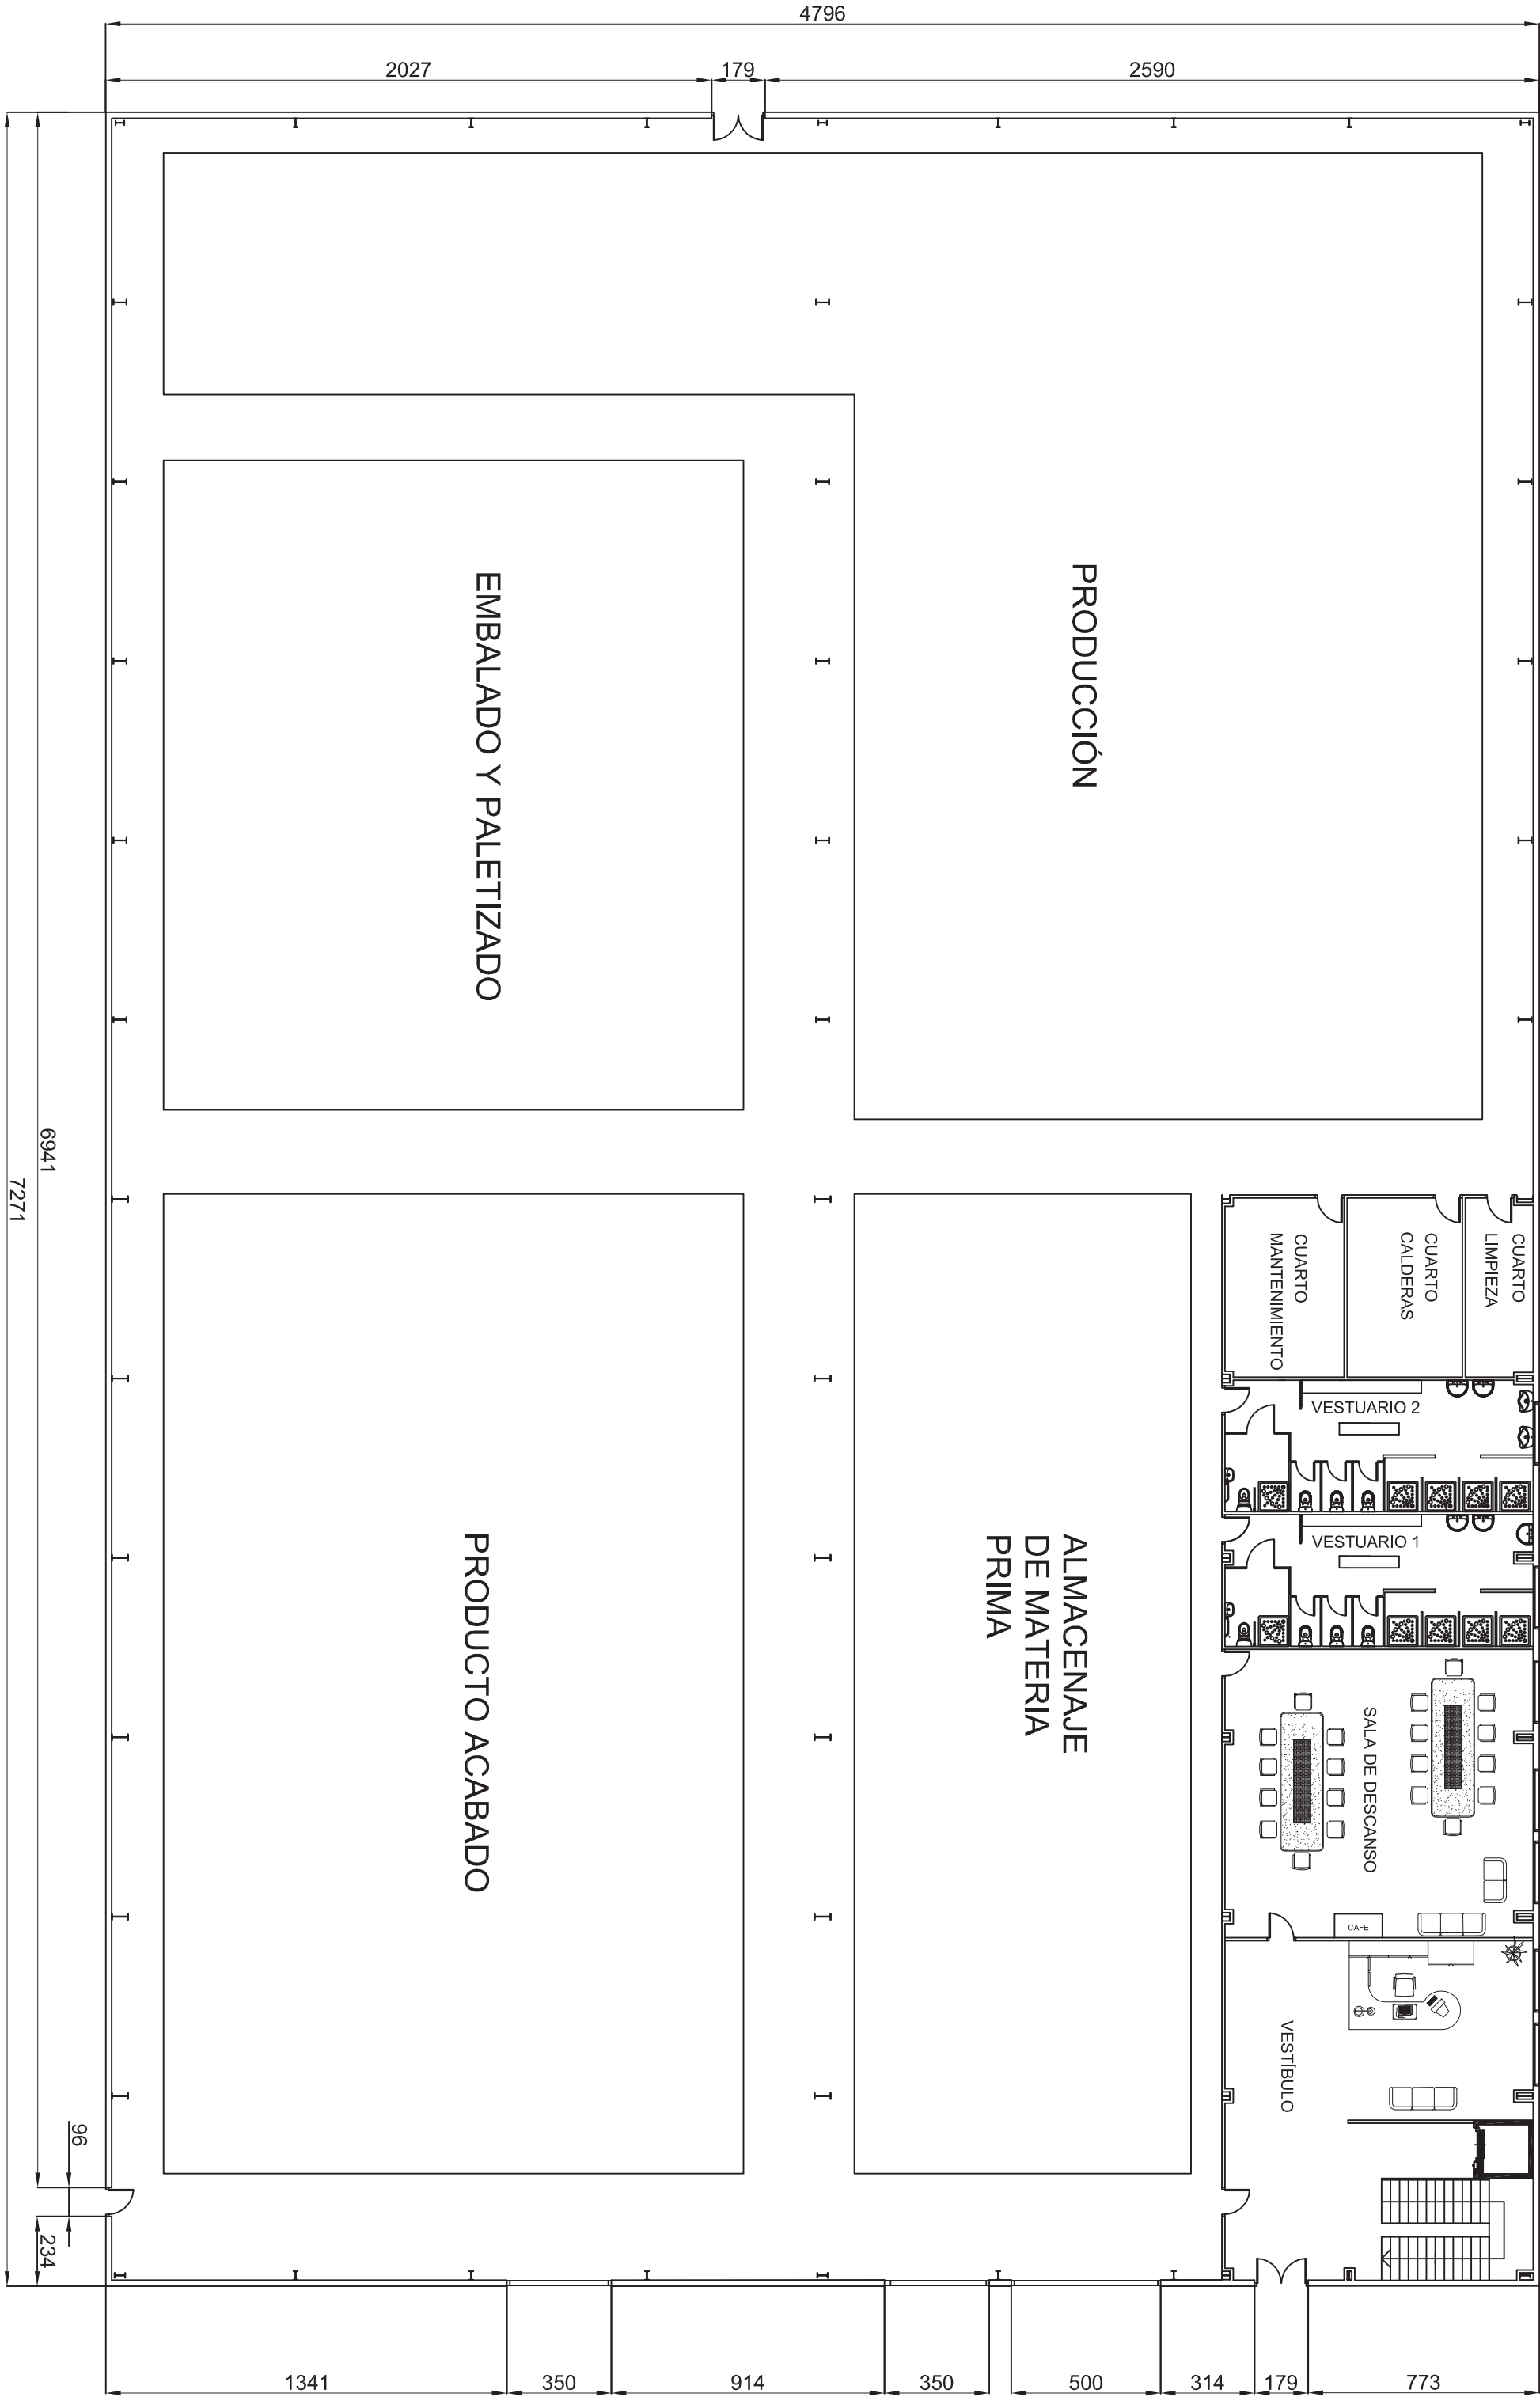 4796
2027
179
2590
PRODUCCIÓN
EMBALADO Y PALETIZADO
6941
7271
CUARTO
MANTENIMIENTO
CUARTO
CALDERAS
CUARTO
LIMPIEZA
VESTUARIO 2
VESTUARIO 1
ALMACENAJE
DE MATERIA
PRIMA
PRODUCTO ACABADO
SALA DE DESCANSO
CAFE
VESTÍBULO
96
234
1341
350
914
350
500
314
179
773